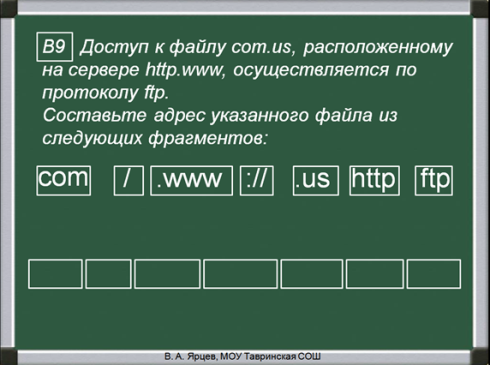 В9 Доступ к файлу com.us, расположенному
на сервере http.www, осуществляется по
протоколу ftp.
Составьте адрес указанного файла из
следующих фрагментов:
com / .www :// .us http ftp
В. А. Ярцев, МОУ Тавринская СОШ